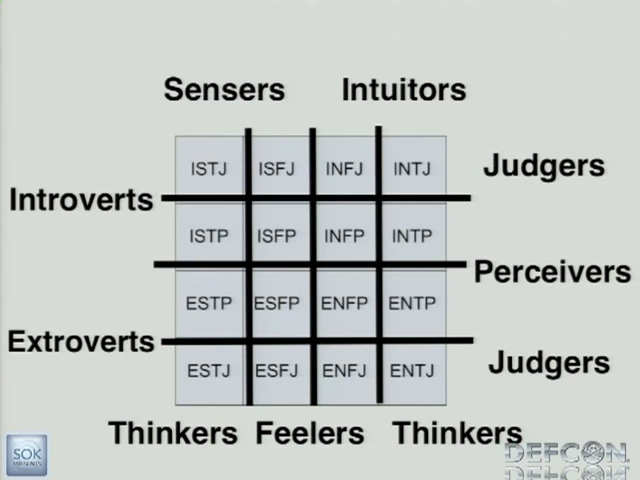 Sensers Intuitors
ISTJ ISFJ INFJ INTJ Judgers
Introverts
ISTP ISFP INFP INTP
Perceivers
ESTP ESFP ENFP ENTP
Extroverts
Judgers
ESTJ ESFJ ENFJ ENTJ
Thinkers Feelers Thinkers
SOK
PRESENTS
DEFCON